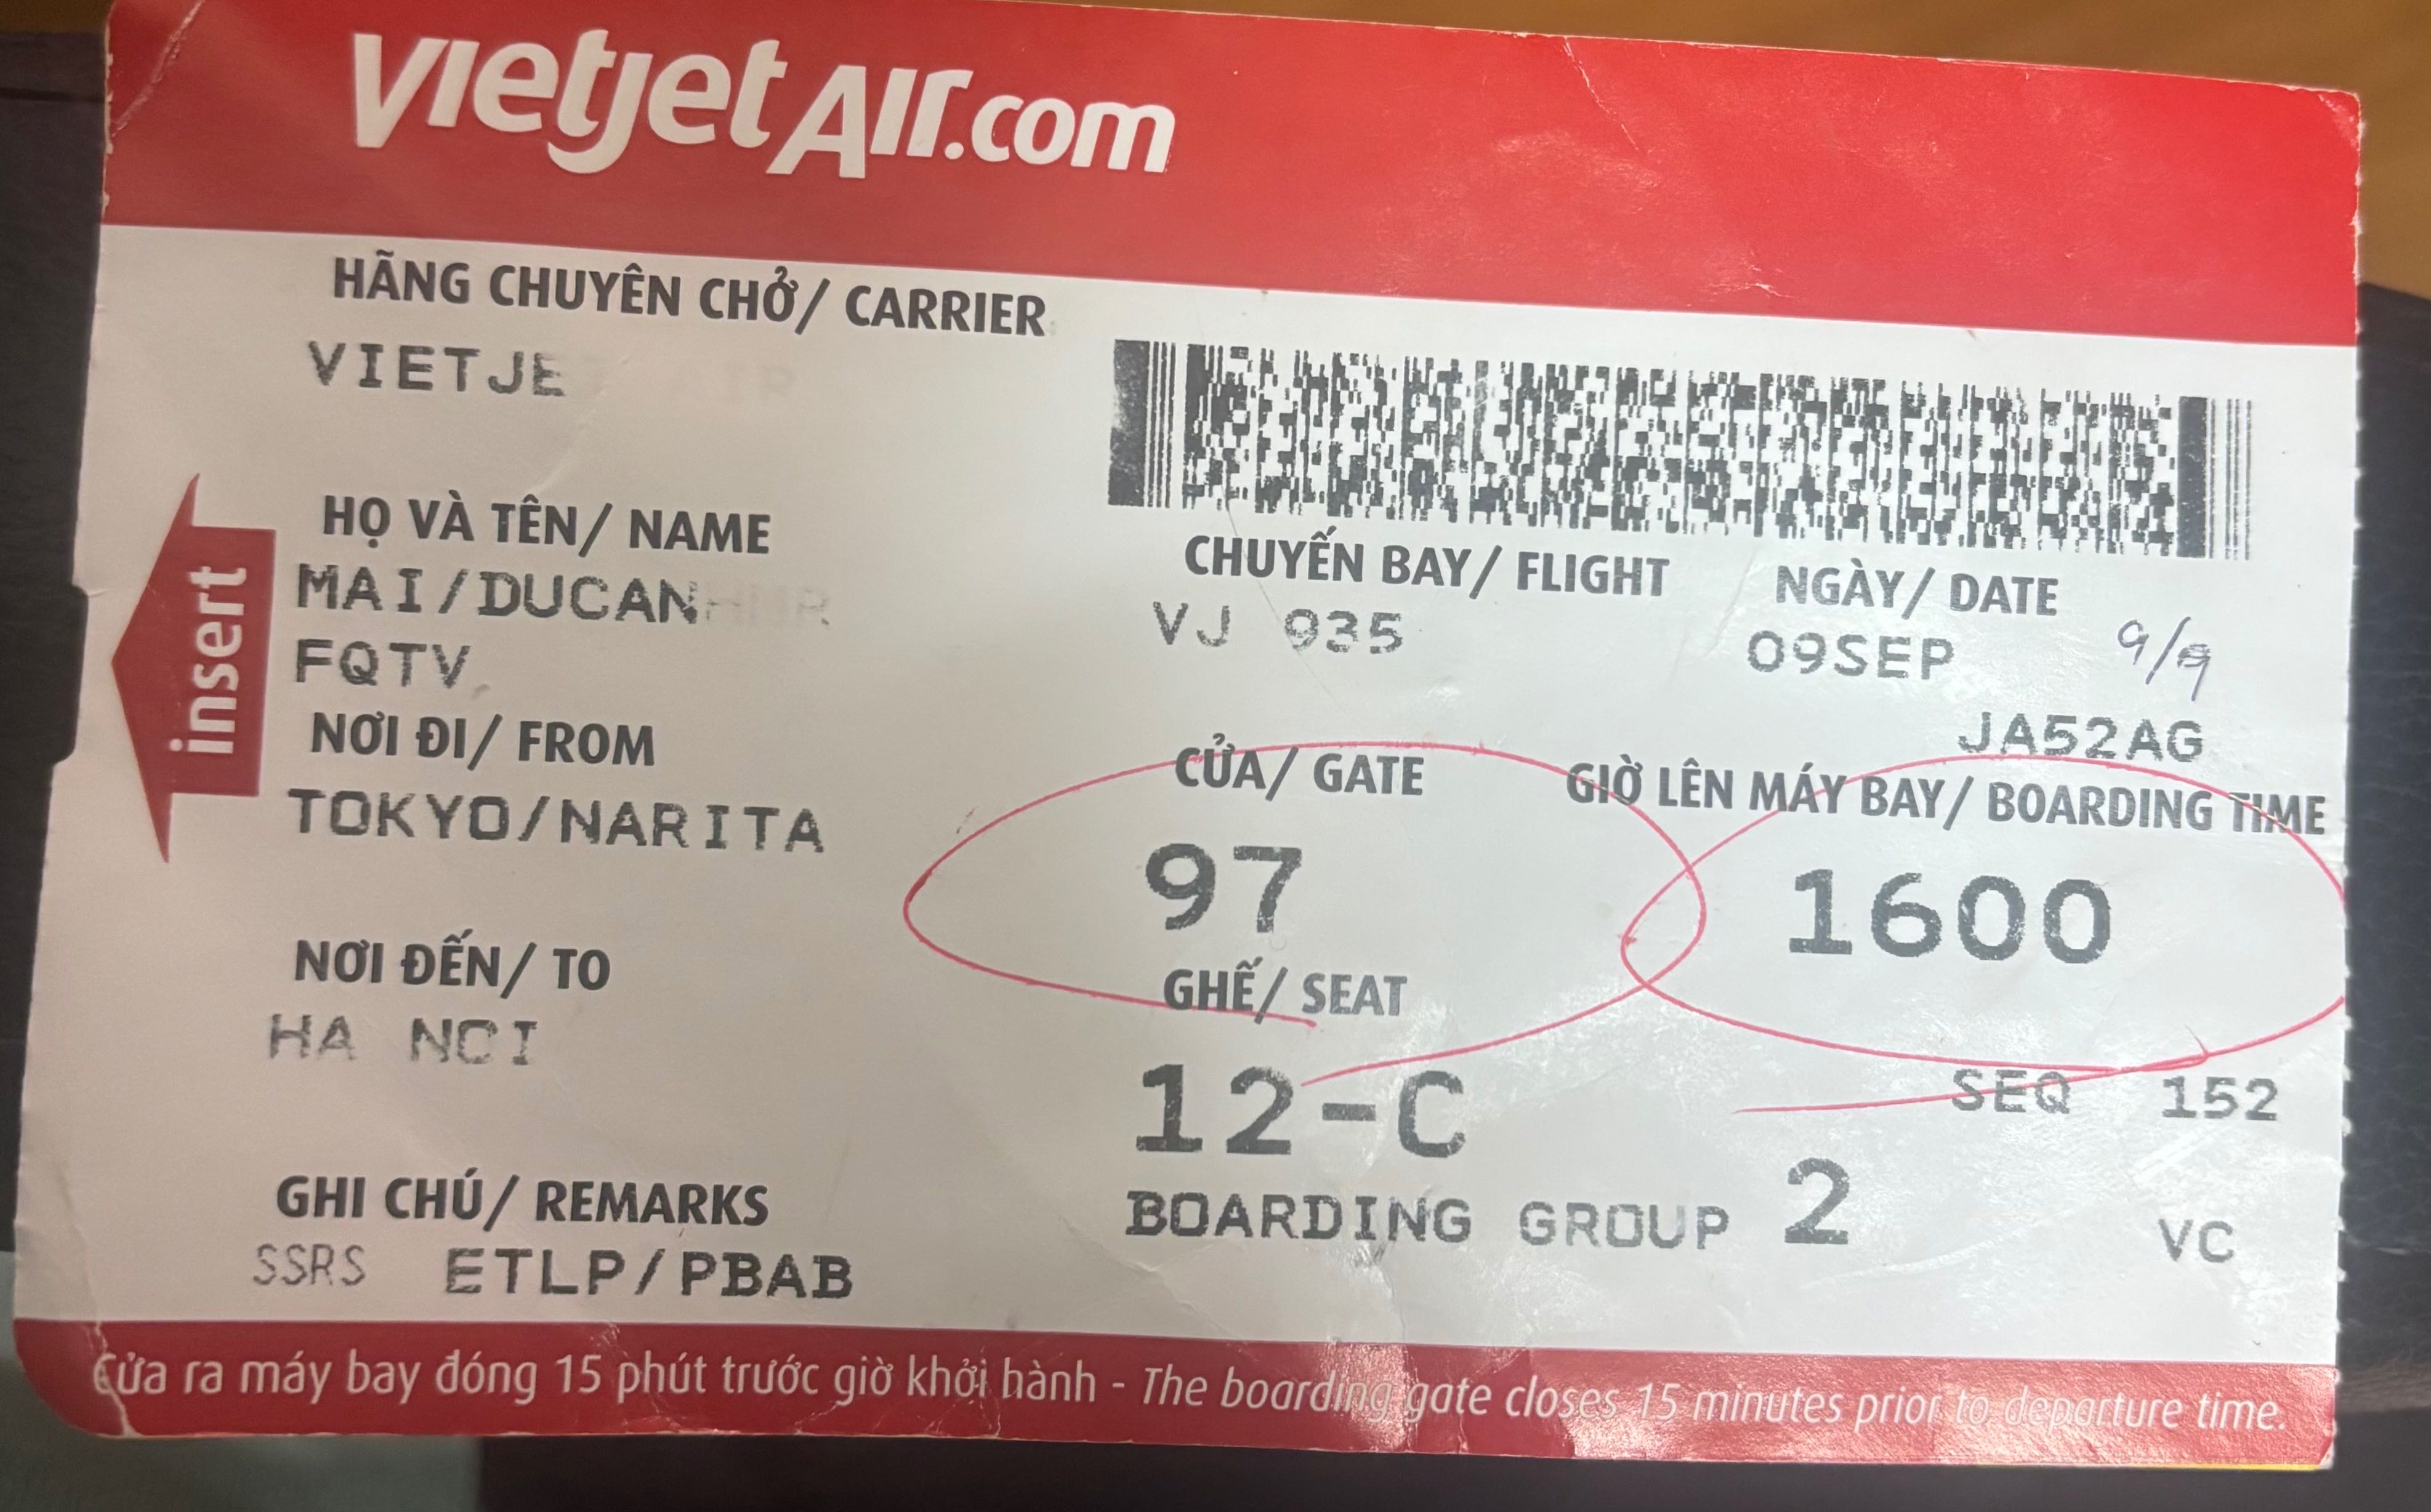 vietjetAir.com
HÃNG CHUYÊN CHỞ/ CARRIER
VIETJE
HỌ VÀ TÊN/ NAME
MAI/DUCANHMR
FQTV
NƠI ĐI/ FROM
TOKYO/NARITA
NƠI ĐẾN/ TO
HA NOI
GHI CHÚ/ REMARKS
SSRS ETLP/PBAB
insert
CHUYẾN BAY/ FLIGHT NGÀY/ DATE
VJ 935 09SEP 9/9
JA52AG
CỬA/ GATE GIỜ LÊN MÁY BAY/ BOARDING TIME
97 1600
GHẾ/ SEAT
12-C SEQ 152
BOARDING GROUP 2 VC
Cửa ra máy bay đóng 15 phút trước giờ khởi hành - The boarding gate closes 15 minutes prior to departure time.